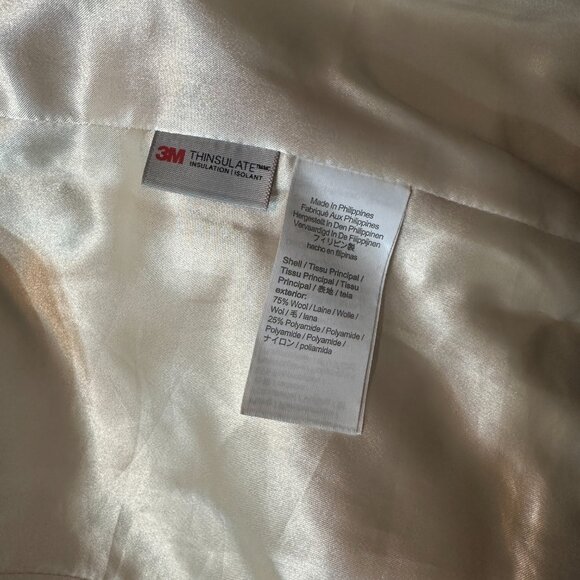 3M THINSULATE™MC
INSULATION | ISOLANT
Made In Philippines
Fabriqué Aux Philippines
Hergestellt In Den Philippinen
Vervaardigd In De Filippijnen
フィリピン製
hecho en filipinas
Shell / Tissu Principal /
Tissu Principal / Tissu
Principal / 表地 / tela
exterior:
75% Wool / Laine / Wolle /
Wol / 毛 / lana
25% Polyamide / Polyamide /
Polyamide / Polyamide /
ナイロン / poliamida